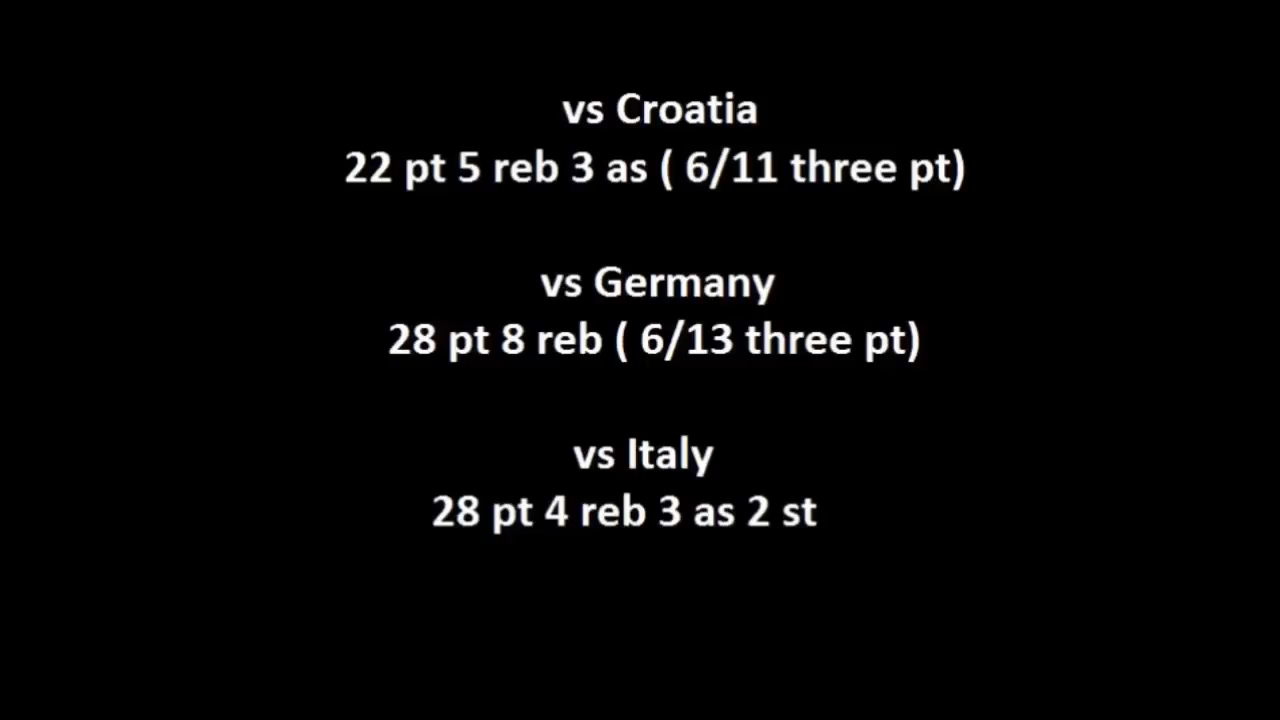 vs Croatia
22 pt 5 reb 3 as ( 6/11 three pt)
vs Germany
28 pt 8 reb ( 6/13 three pt)
vs Italy
28 pt 4 reb 3 as 2 st